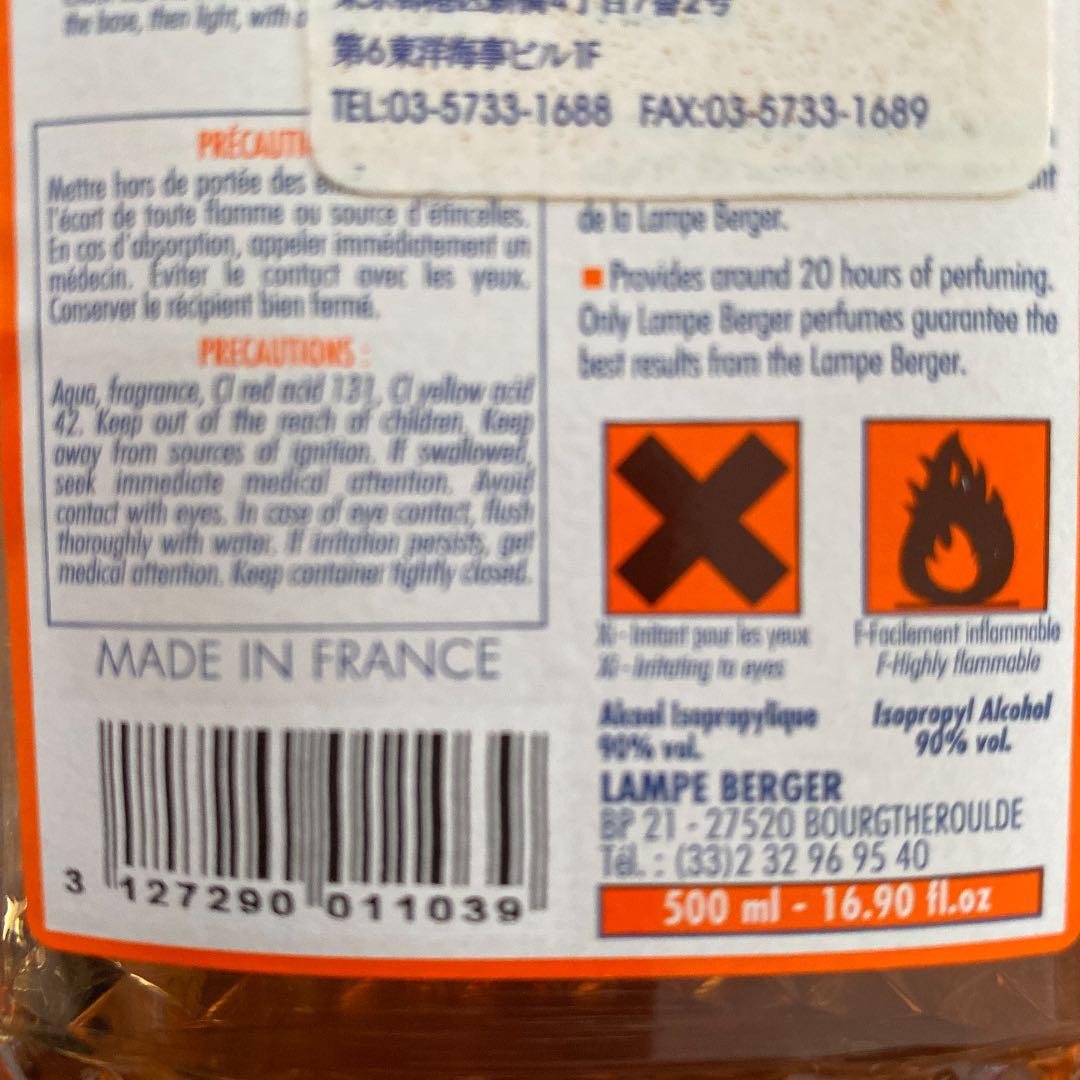 the base, then light, with
第6東洋海事ビル1F
TEL:03-5733-1688 FAX:03-5733-1689
PRÉCAUTI
Mettre hors de portée des
l'écart de toute flamme ou source d'étincelles.
En cas d'absorption, appeler immédiatement un
médecin. Éviter le contact avec les yeux.
Conserver le récipient bien fermé.
PRECAUTIONS :
Aqua, fragrance, CI red acid 131, CI yellow acid
42. Keep out of the reach of children. Keep
away from sources of ignition. If swallowed,
seek immediate medical attention. Avoid
contact with eyes. In case of eye contact, flush
thoroughly with water. If irritation persists, get
medical attention. Keep container tightly closed.
MADE IN FRANCE
3 127290 011039
de la Lampe Berger.
Provides around 20 hours of perfuming.
Only Lampe Berger perfumes guarantee the
best results from the Lampe Berger.
Xi-Irritant pour les yeux
Xi-Irritating to eyes
F-Facilement inflammable
F-Highly flammable
Alcool Isopropylique
90% vol.
Isopropyl Alcohol
90% vol.
LAMPE BERGER
BP 21 - 27520 BOURGTHEROULDE
Tél. : (33)2 32 96 95 40
500 ml - 16.90 fl.oz